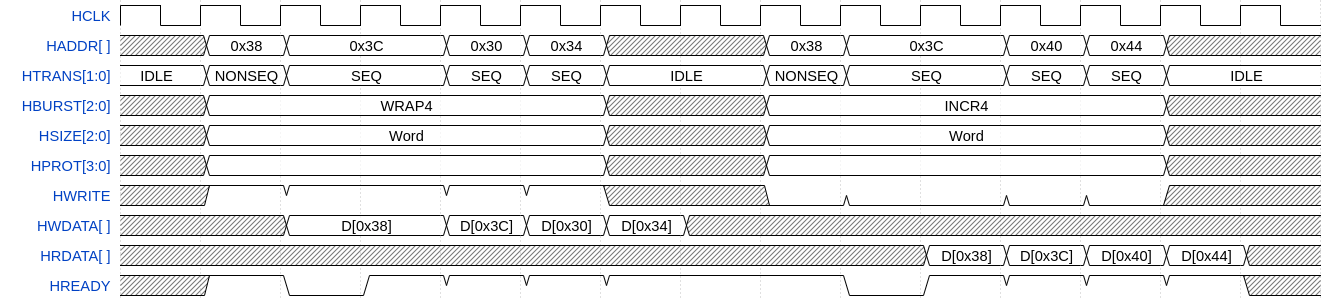 HCLK
HADDR[ ] 0x38 0x3C 0x30 0x34 0x38 0x3C 0x40 0x44
HTRANS[1:0] IDLE NONSEQ SEQ SEQ SEQ IDLE NONSEQ SEQ SEQ SEQ IDLE
HBURST[2:0] WRAP4 INCR4
HSIZE[2:0] Word Word
HPROT[3:0]
HWRITE
HWDATA[ ] D[0x38] D[0x3C] D[0x30] D[0x34]
HRDATA[ ] D[0x38] D[0x3C] D[0x40] D[0x44]
HREADY